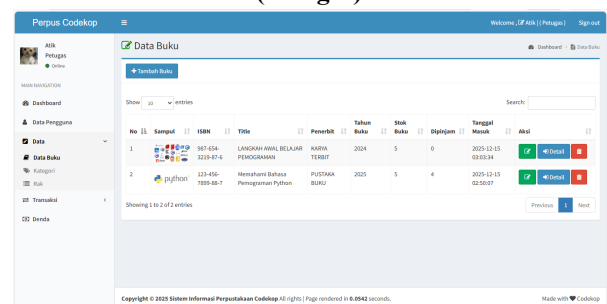 Perpus Codekop
Welcome , Atik | ( Petugas )
Sign out
Atik
Petugas
Online
MAIN NAVIGATION
Dashboard
Data Pengguna
Data
Data Buku
Kategori
Rak
Transaksi
Denda
Data Buku
Dashboard
Data Buku
+ Tambah Buku
Show 10 entries
Search:
No Sampul ISBN Title Penerbit Tahun Buku Stok Buku Dipinjam Tanggal Masuk Aksi
1 987-654-3219-87-6 LANGKAH AWAL BELAJAR PEMOGRAMAN KARYA TERBIT 2024 5 0 2025-12-15 03:03:34 Detail
2 python 123-456-7899-88-7 Memahami Bahasa Pemograman Python PUSTAKA BUKU 2025 5 4 2025-12-15 02:50:07 Detail
Showing 1 to 2 of 2 entries
Previous 1 Next
Copyright © 2025 Sistem Informasi Perpustakaan Codekop All rights | Page rendered in 0.0542 seconds.
Made with ♥ Codekop